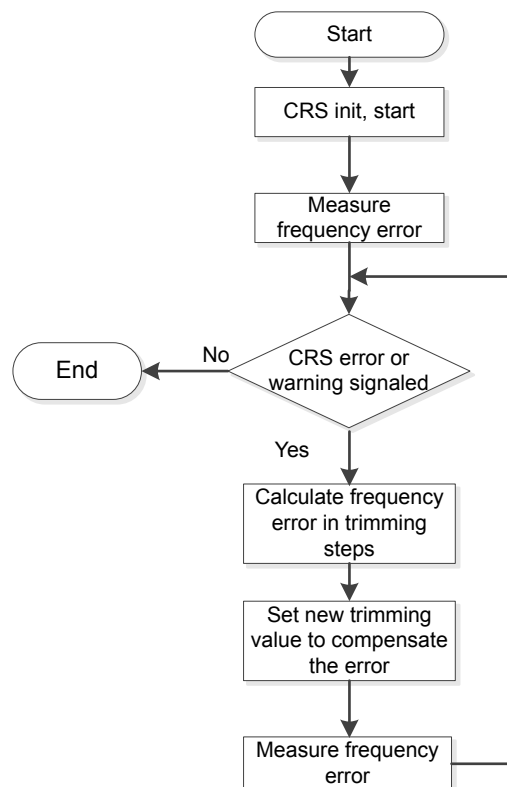 Start
CRS init, start
Measure
frequency error
CRS error or
warning signaled
No
End
Yes
Calculate frequency
error in trimming
steps
Set new trimming
value to compensate
the error
Measure frequency
error